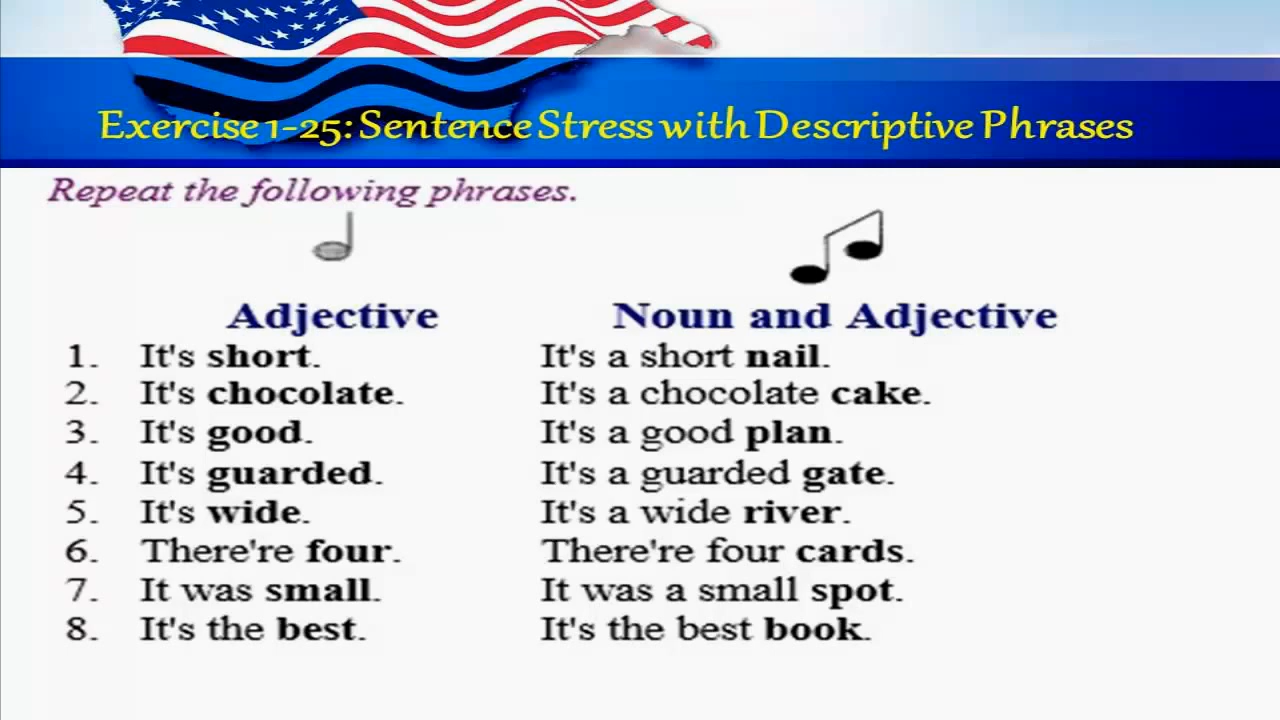 Exercise 1-25: Sentence Stress with Descriptive Phrases
Repeat the following phrases.
Adjective Noun and Adjective
1. It's short. It's a short nail.
2. It's chocolate. It's a chocolate cake.
3. It's good. It's a good plan.
4. It's guarded. It's a guarded gate.
5. It's wide. It's a wide river.
6. There're four. There're four cards.
7. It was small. It was a small spot.
8. It's the best. It's the best book.